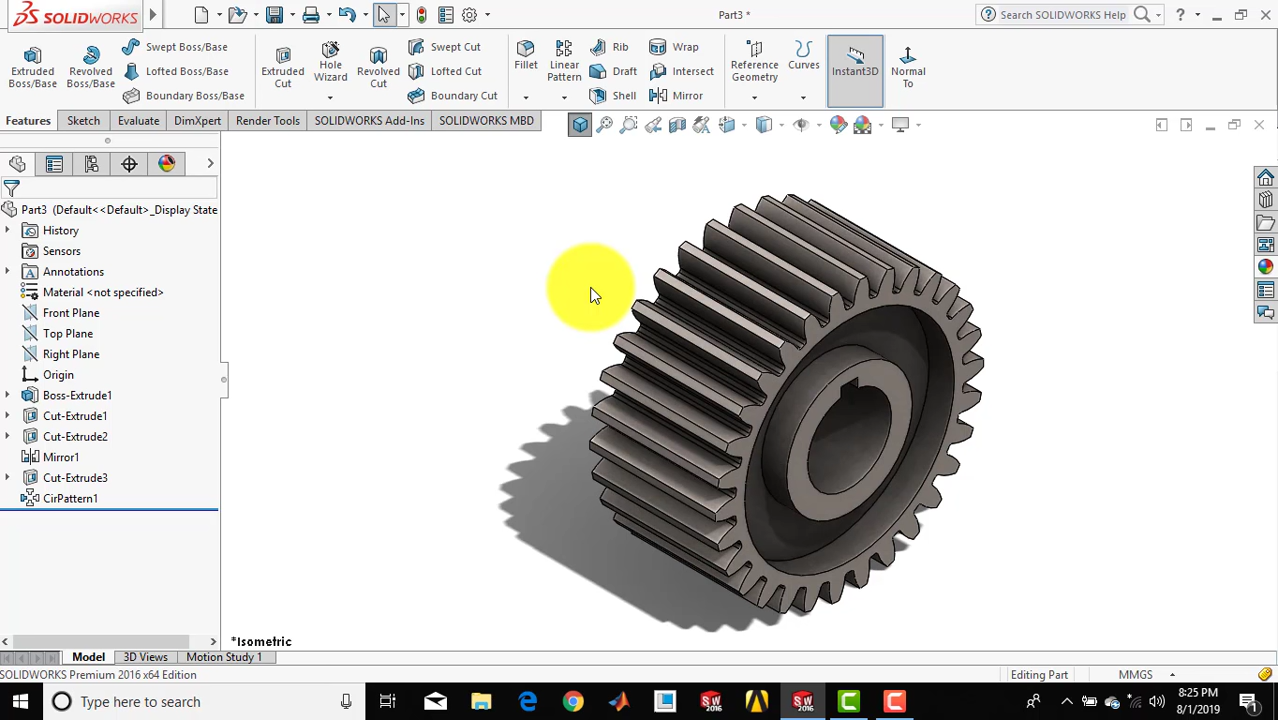 SOLIDWORKS
Part3 *
Search SOLIDWORKS Help
?
Extruded Boss/Base
Revolved Boss/Base
Swept Boss/Base
Lofted Boss/Base
Boundary Boss/Base
Extruded Cut
Hole Wizard
Revolved Cut
Swept Cut
Lofted Cut
Boundary Cut
Fillet
Linear Pattern
Rib
Draft
Shell
Wrap
Intersect
Mirror
Reference Geometry
Curves
Instant3D
Normal To
Features
Sketch
Evaluate
DimXpert
Render Tools
SOLIDWORKS Add-Ins
SOLIDWORKS MBD
Part3 (Default<<Default>_Display State
History
Sensors
Annotations
Material <not specified>
Front Plane
Top Plane
Right Plane
Origin
Boss-Extrude1
Cut-Extrude1
Cut-Extrude2
Mirror1
Cut-Extrude3
CirPattern1
*Isometric
Model
3D Views
Motion Study 1
SOLIDWORKS Premium 2016 x64 Edition
Editing Part
MMGS
Type here to search
SW 2016
SW 2016
8:25 PM
8/1/2019
1